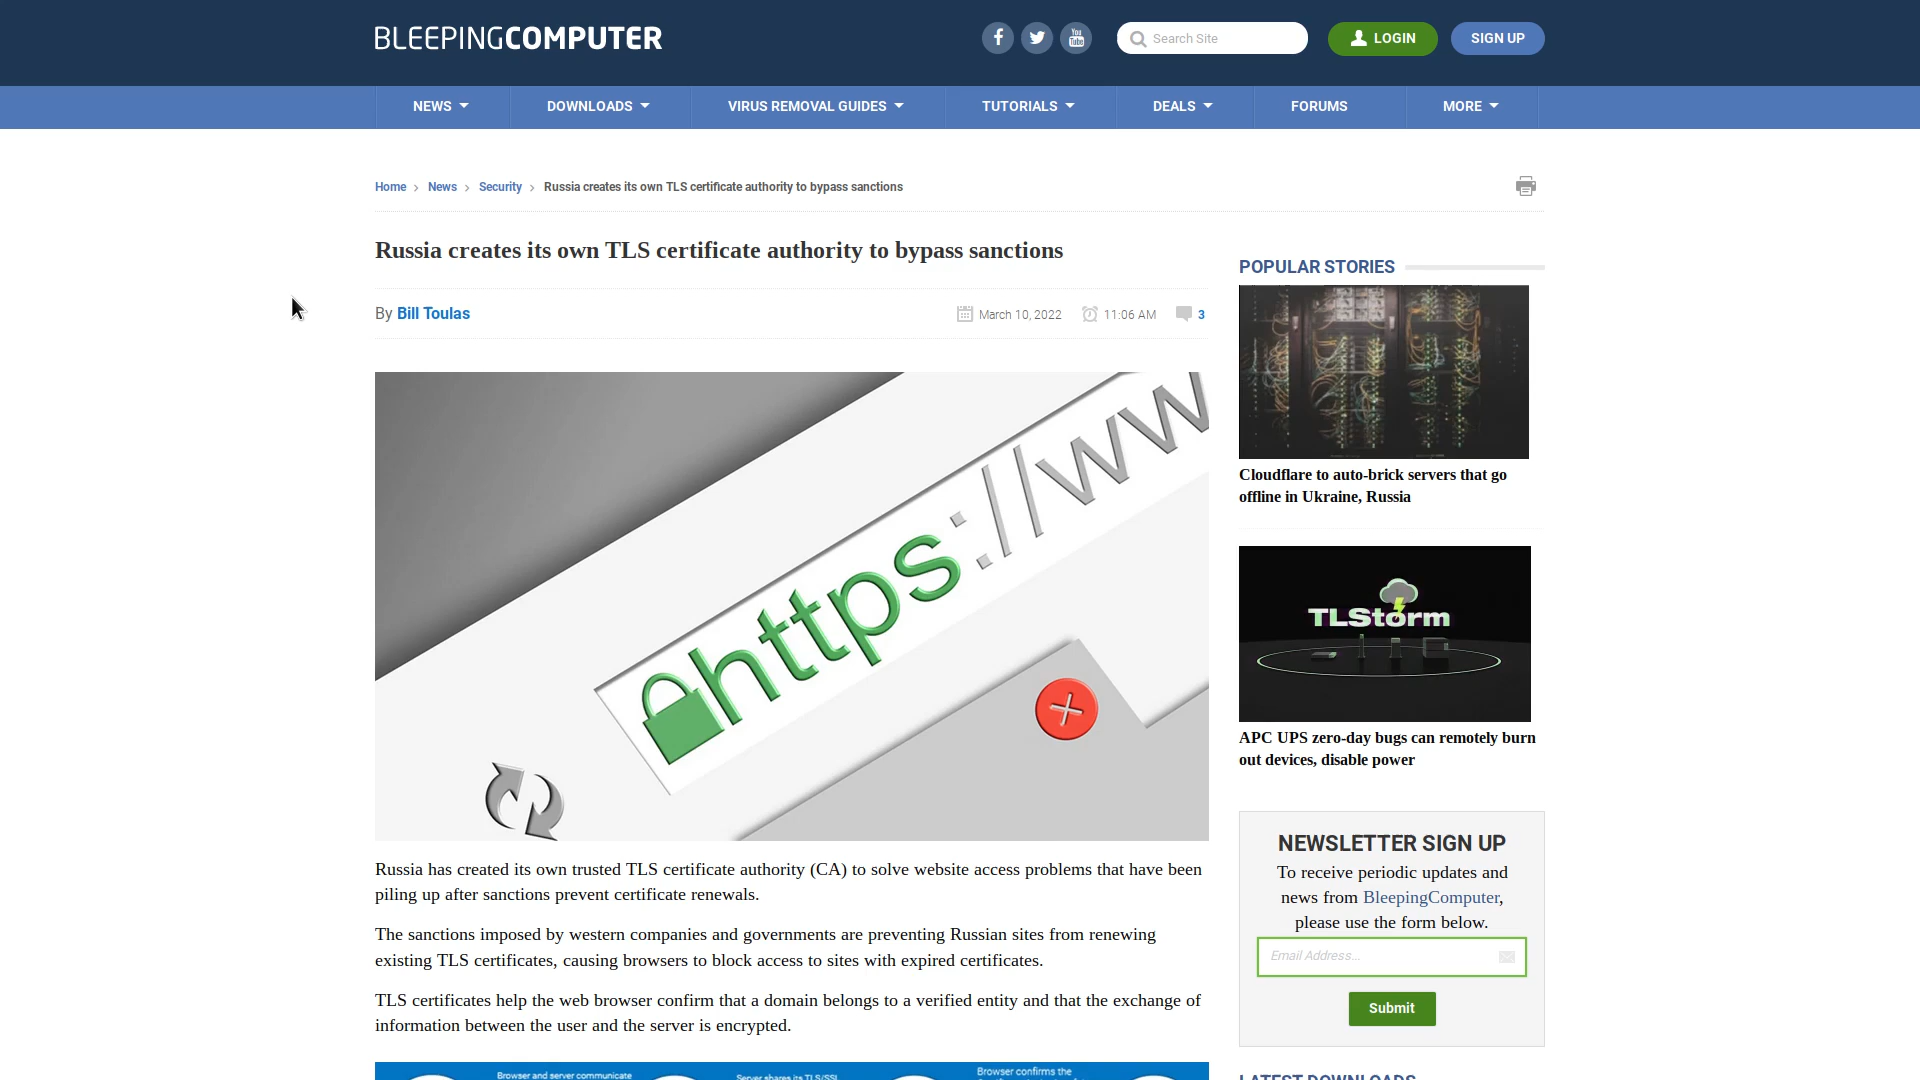 BLEEPINGCOMPUTER
Search Site
LOGIN
SIGN UP
NEWS
DOWNLOADS
VIRUS REMOVAL GUIDES
TUTORIALS
DEALS
FORUMS
MORE
Home
News
Security
Russia creates its own TLS certificate authority to bypass sanctions
Russia creates its own TLS certificate authority to bypass sanctions
By Bill Toulas
March 10, 2022
11:06 AM
3
https://ww
Russia has created its own trusted TLS certificate authority (CA) to solve website access problems that have been
piling up after sanctions prevent certificate renewals.
The sanctions imposed by western companies and governments are preventing Russian sites from renewing
existing TLS certificates, causing browsers to block access to sites with expired certificates.
TLS certificates help the web browser confirm that a domain belongs to a verified entity and that the exchange of
information between the user and the server is encrypted.
Browser and server communicate
Server shares its TLS/SSL
Browser confirms the
POPULAR STORIES
Cloudflare to auto-brick servers that go
offline in Ukraine, Russia
TLStorm
APC UPS zero-day bugs can remotely burn
out devices, disable power
NEWSLETTER SIGN UP
To receive periodic updates and
news from BleepingComputer,
please use the form below.
Email Address...
Submit
LATEST DOWNLOADS